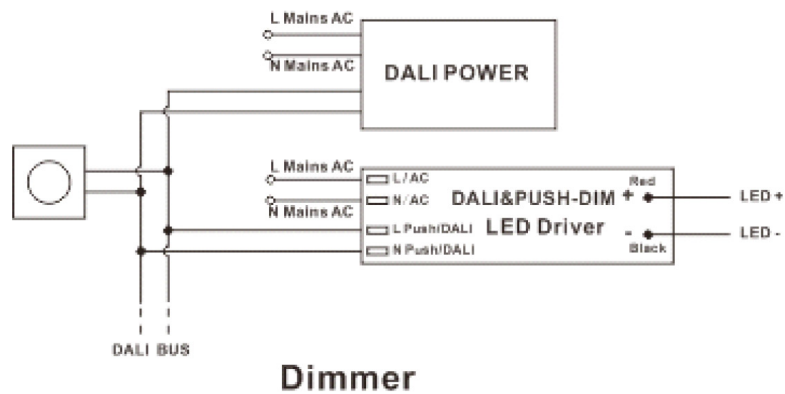 L Mains AC
N Mains AC
DALI POWER
L Mains AC
N Mains AC
L/AC
N/AC
L Push/DALI
N Push/DALI
DALI&PUSH-DIM
LED Driver
Red
+
-
Black
LED +
LED -
DALI BUS
Dimmer